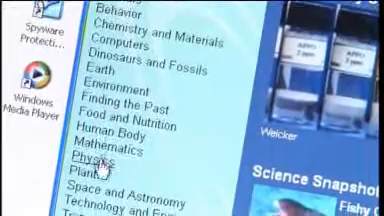 Behavior
Spyware
Protecti...
Chemistry and Materials
Computers
Dinosaurs and Fossils
Earth
Environment
Windows
Media Player
Finding the Past
Food and Nutrition
Human Body
Mathematics
Physics
Plants
Space and Astronomy
Technology and
Weicker
Science Snapshot
Fishy